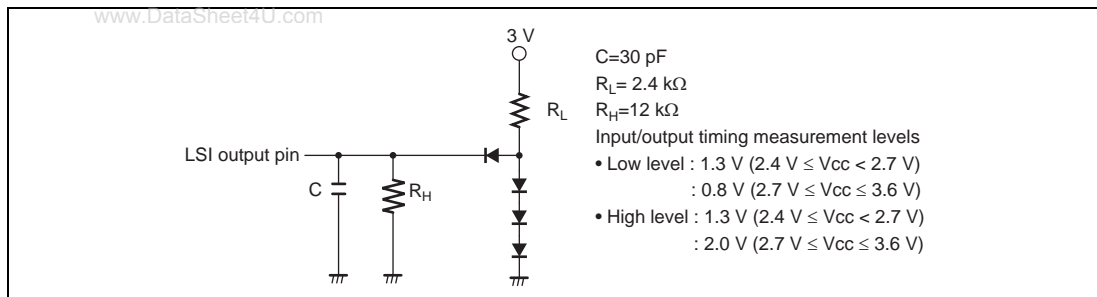 www.DataSheet4U.com
3 V
C=30 pF
R_L= 2.4 kΩ
R_L
R_H=12 kΩ
Input/output timing measurement levels
LSI output pin
• Low level : 1.3 V (2.4 V ≤ Vcc < 2.7 V)
C
R_H
: 0.8 V (2.7 V ≤ Vcc ≤ 3.6 V)
• High level : 1.3 V (2.4 V ≤ Vcc < 2.7 V)
: 2.0 V (2.7 V ≤ Vcc ≤ 3.6 V)